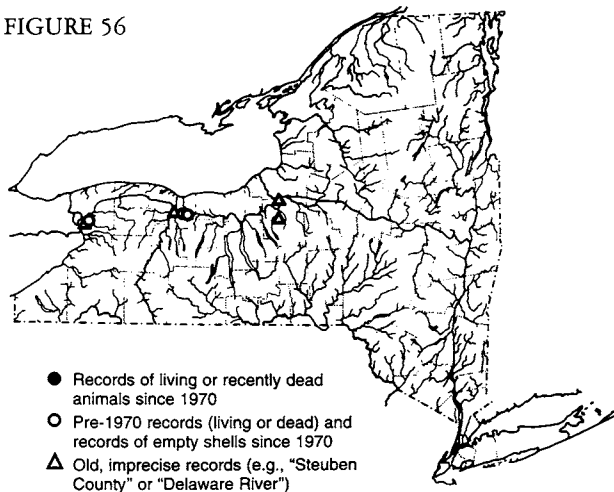 FIGURE 56
● Records of living or recently dead
animals since 1970
○ Pre-1970 records (living or dead) and
records of empty shells since 1970
△ Old, imprecise records (e.g., “Steuben
County” or “Delaware River”)